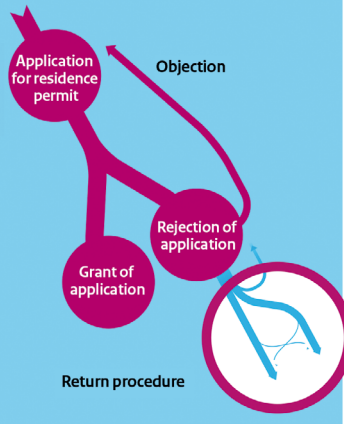 Application
for residence
permit
Objection
Rejection of
application
Grant of
application
Return procedure